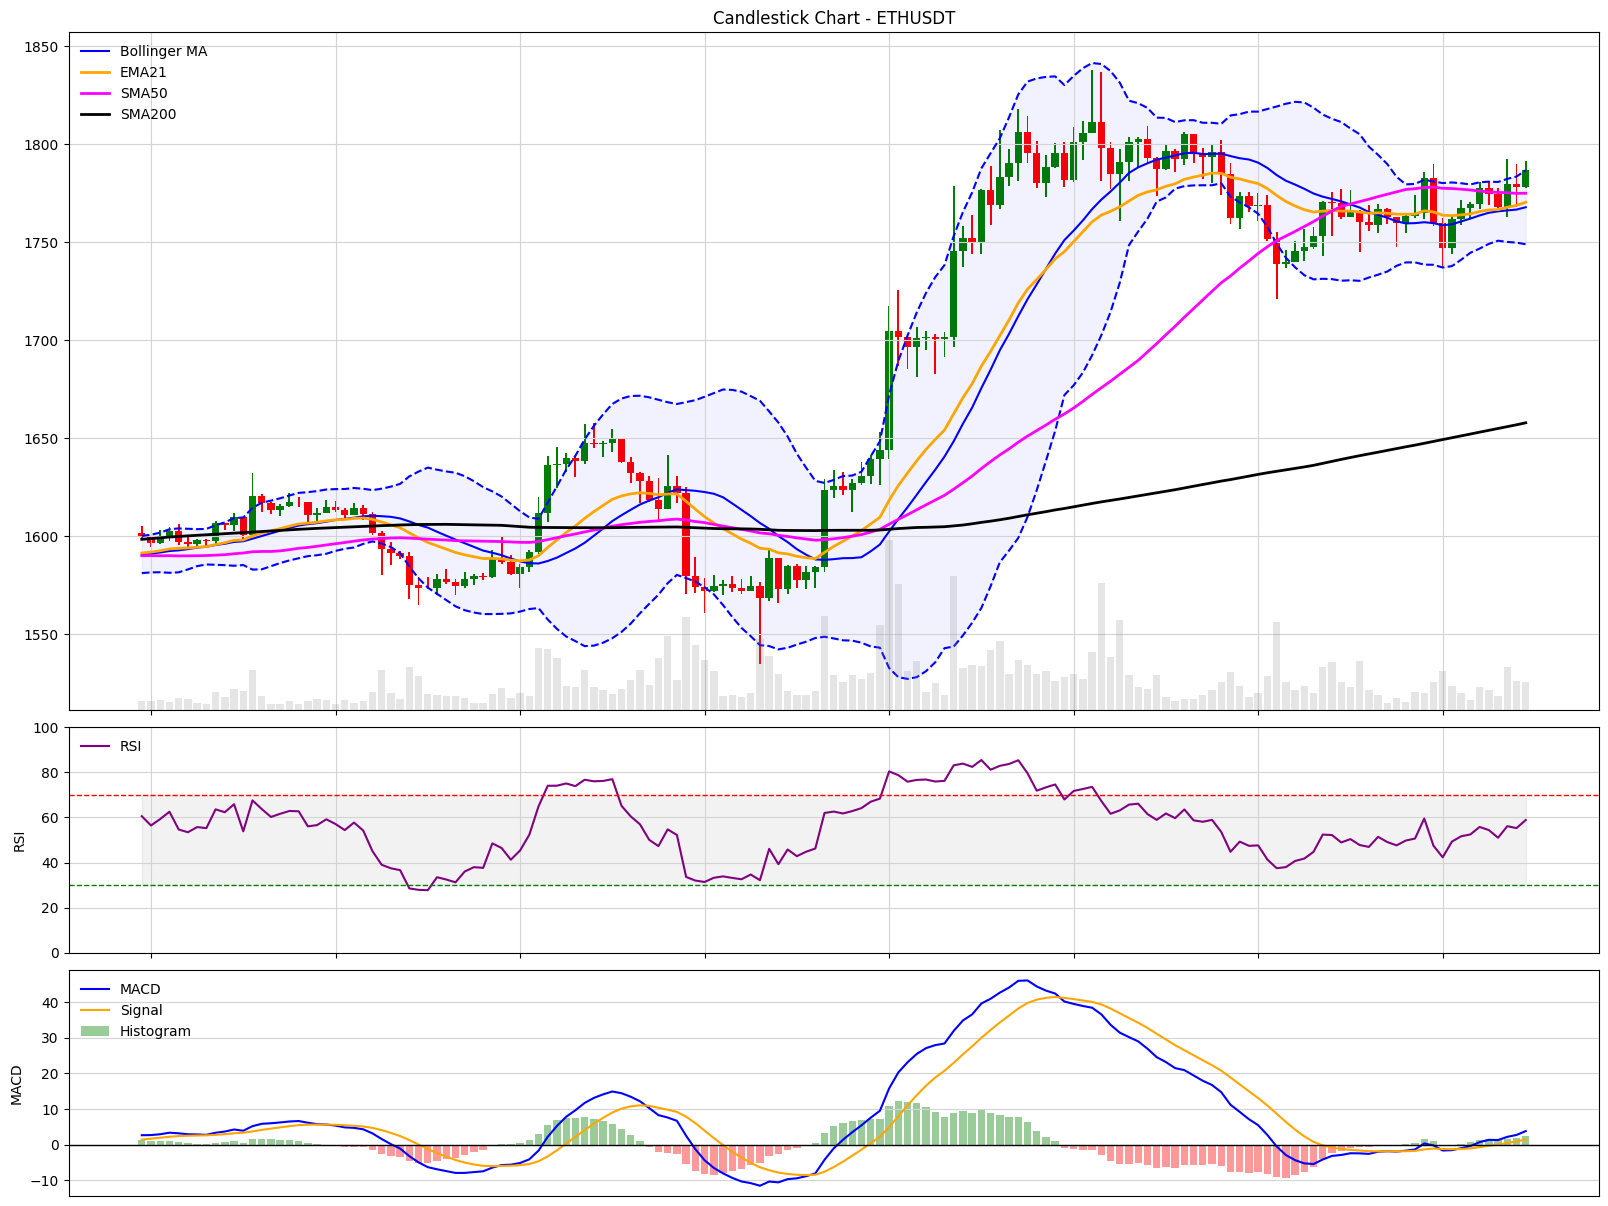 Candlestick Chart - ETHUSDT
Bollinger MA
EMA21
SMA50
SMA200
1850
1800
1750
1700
1650
1600
1550
RSI
RSI
100
80
60
40
20
0
MACD
Signal
Histogram
MACD
40
30
20
10
0
−10